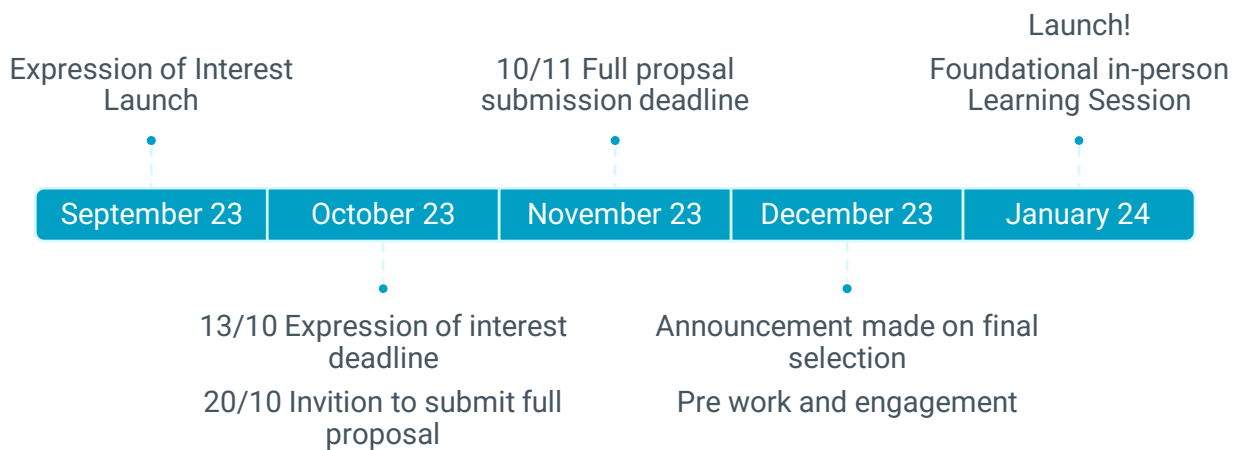 Expression of Interest
Launch
10/11 Full propsal
submission deadline
Launch!
Foundational in-person
Learning Session
September 23
October 23
November 23
December 23
January 24
13/10 Expression of interest
deadline
20/10 Invition to submit full
proposal
Announcement made on final
selection
Pre work and engagement